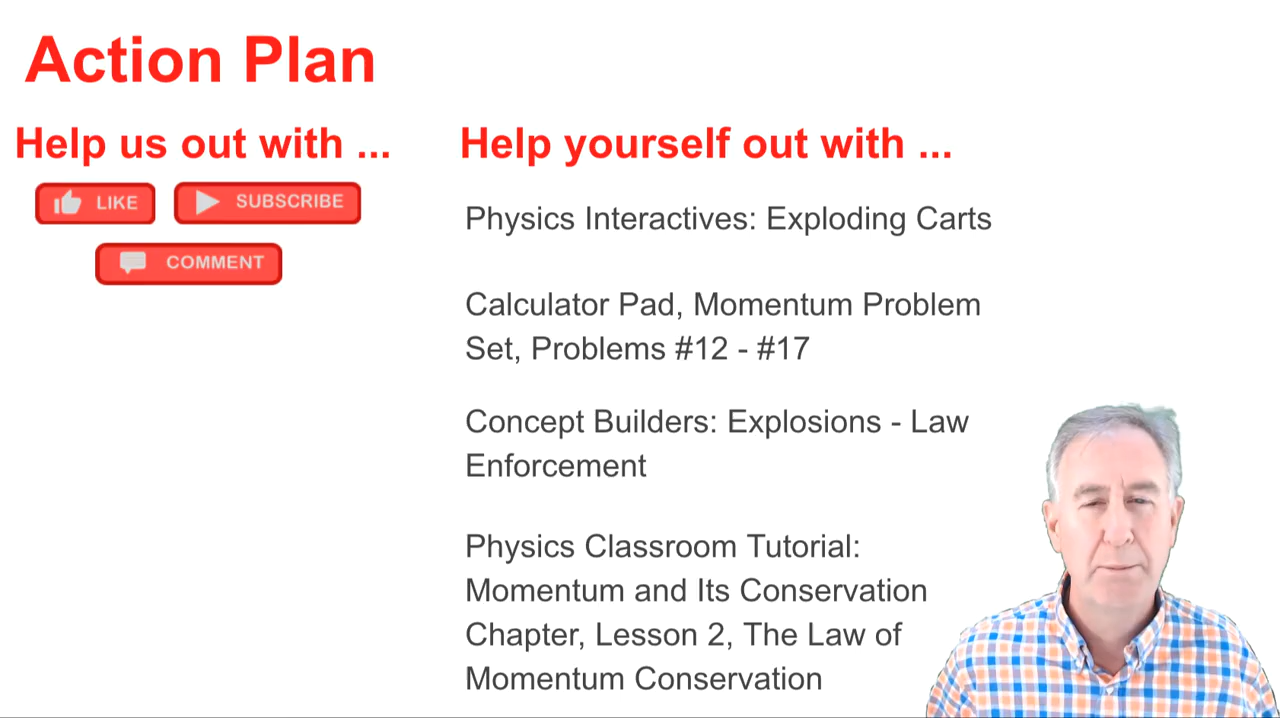 Action Plan
Help us out with ...
LIKE
SUBSCRIBE
COMMENT
Help yourself out with ...
Physics Interactives: Exploding Carts
Calculator Pad, Momentum Problem
Set, Problems #12 - #17
Concept Builders: Explosions - Law
Enforcement
Physics Classroom Tutorial:
Momentum and Its Conservation
Chapter, Lesson 2, The Law of
Momentum Conservation